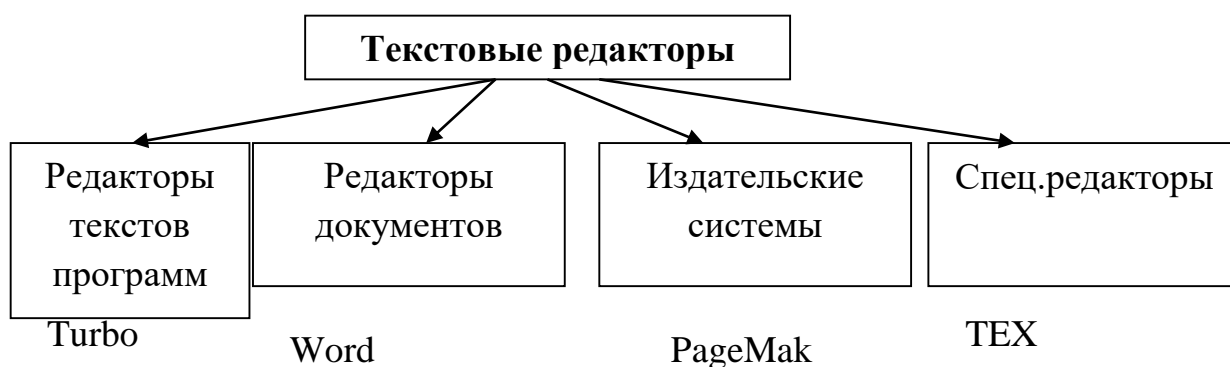 Текстовые редакторы
Редакторы
текстов
программ
Редакторы
документов
Издательские
системы
Спец.редакторы
Turbo
Word
PageMak
TEX